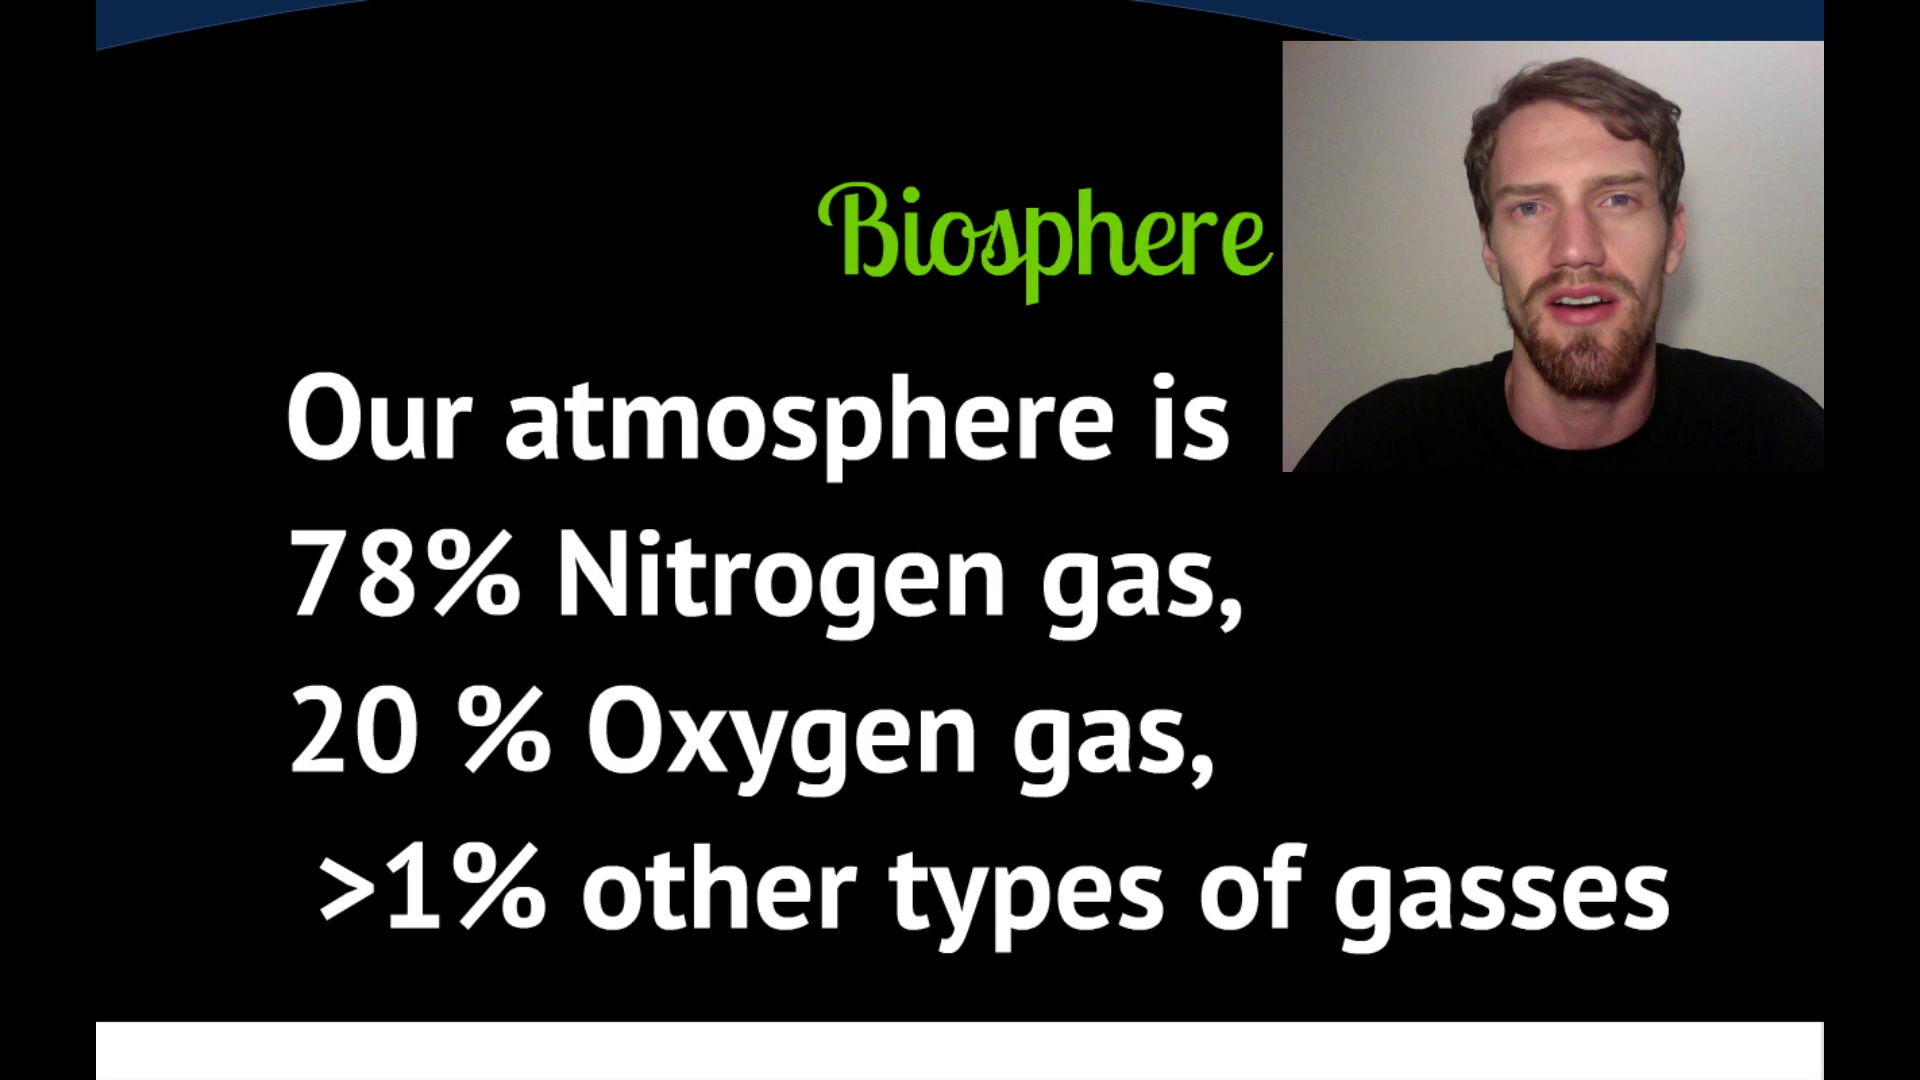 Biosphere
Our atmosphere is
78% Nitrogen gas,
20 % Oxygen gas,
>1% other types of gasses